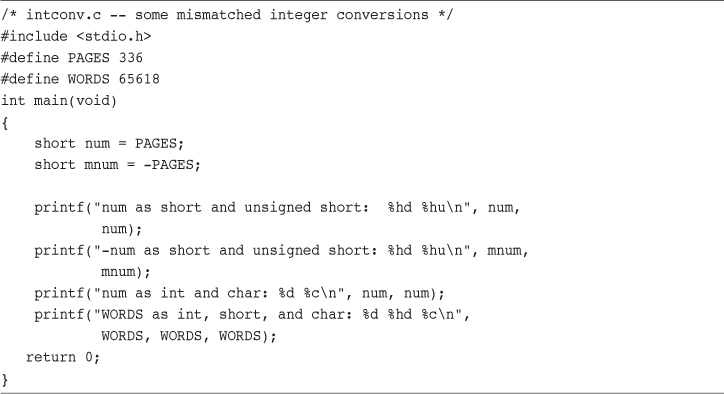 /* intconv.c -- some mismatched integer conversions */
#include <stdio.h>
#define PAGES 336
#define WORDS 65618
int main(void)
{
    short num = PAGES;
    short mnum = -PAGES;

    printf("num as short and unsigned short:  %hd %hu\n", num,
            num);
    printf("-num as short and unsigned short: %hd %hu\n", mnum,
            mnum);
    printf("num as int and char: %d %c\n", num, num);
    printf("WORDS as int, short, and char: %d %hd %c\n",
            WORDS, WORDS, WORDS);
   return 0;
}